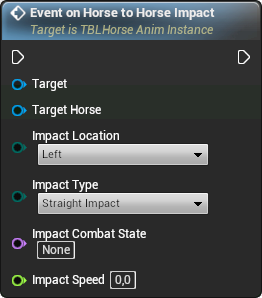 Event on Horse to Horse Impact
Target is TBLHorse Anim Instance
Target
Target Horse
Impact Location
Left
Impact Type
Straight Impact
Impact Combat State
None
Impact Speed 0,0